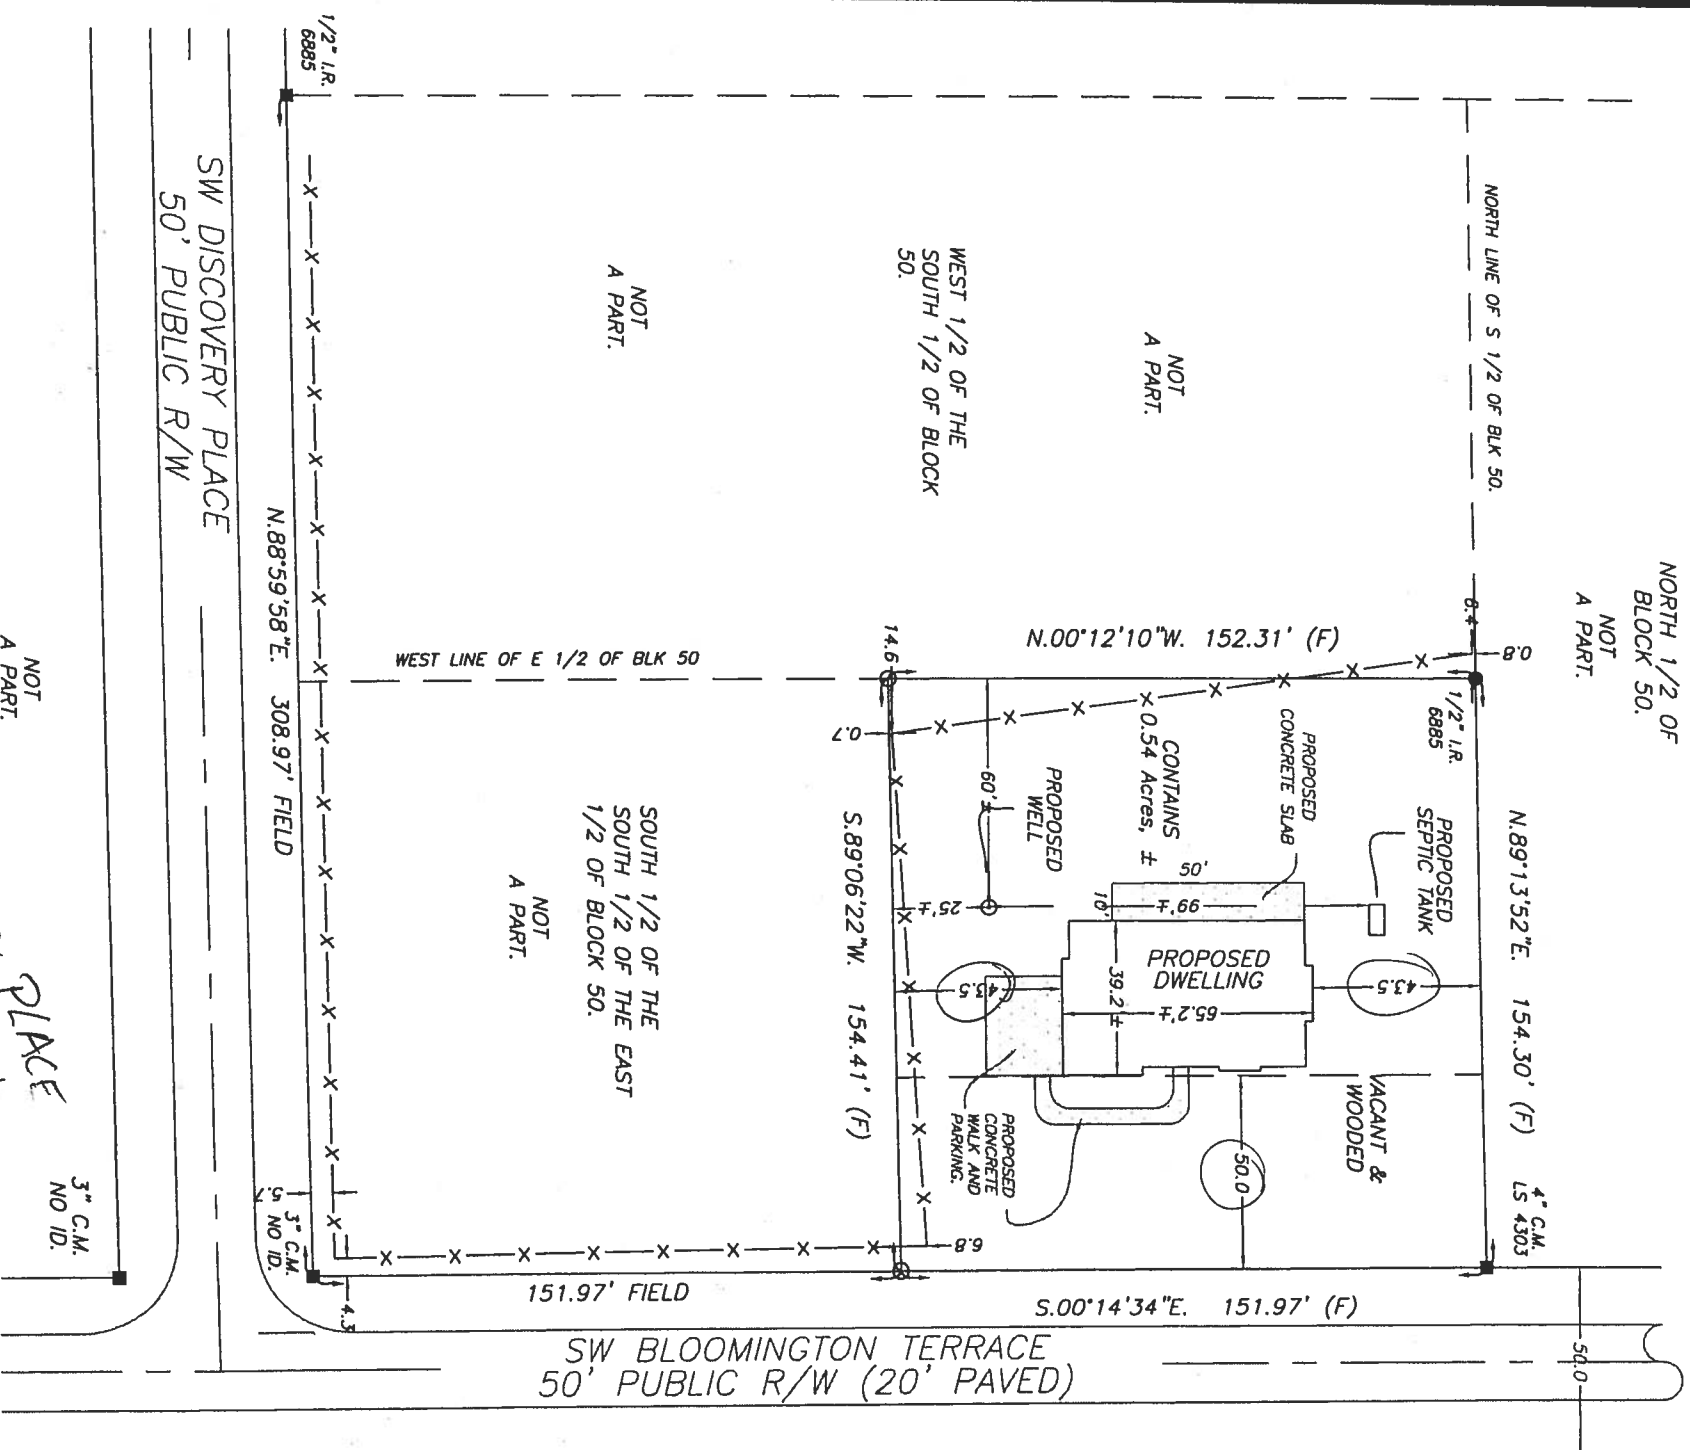 1/2" I.R.
6885
SW DISCOVERY PLACE
50' PUBLIC R/W
N.88°59'58"E. 308.97' FIELD
NOT
A PART.
WEST 1/2 OF THE
SOUTH 1/2 OF BLOCK
50.
NOT
A PART.
NORTH LINE OF S 1/2 OF BLK 50.
NORTH 1/2 OF
BLOCK 50.
NOT
A PART.
WEST LINE OF E 1/2 OF BLK 50
14.6
N.00°12'10"W. 152.31' (F)
0.8
1/2" I.R.
6885
0.7
60'±
PROPOSED
WELL
CONTAINS
0.54 Acres, ±
PROPOSED
CONCRETE SLAB
PROPOSED
SEPTIC TANK
N.89°13'52"E. 154.30' (F)
4" C.M.
LS 4303
S.89°06'22"W. 154.41' (F)
25'±
50'
10'
99'±
PROPOSED
DWELLING
39.2'±
65.2'±
43.5
43.5
50.0
VACANT &
WOODED
PROPOSED
CONCRETE
WALK AND
PARKING.
SOUTH 1/2 OF THE
SOUTH 1/2 OF THE EAST
1/2 OF BLOCK 50.
NOT
A PART.
6.8
5.7
3" C.M.
NO ID.
4.3
151.97' FIELD
S.00°14'34"E. 151.97' (F)
SW BLOOMINGTON TERRACE
50' PUBLIC R/W (20' PAVED)
50.0
NOT
A PART.
PLACE
3" C.M.
NO ID.